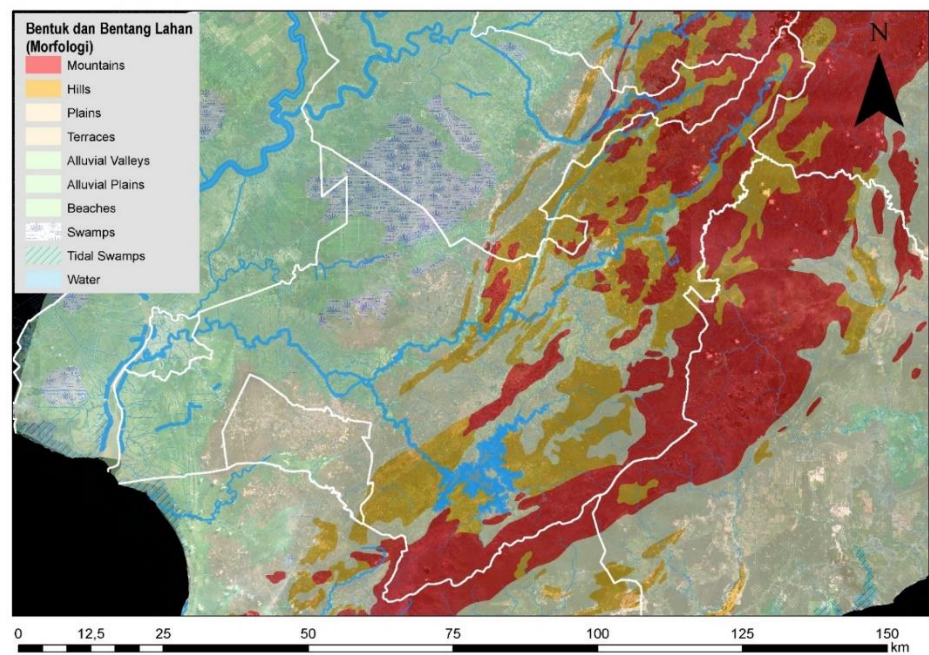 Bentuk dan Bentang Lahan
(Morfologi)
Mountains
Hills
Plains
Terraces
Alluvial Valleys
Alluvial Plains
Beaches
Swamps
Tidal Swamps
Water
N
0 12,5 25 50 75 100 125 150
km